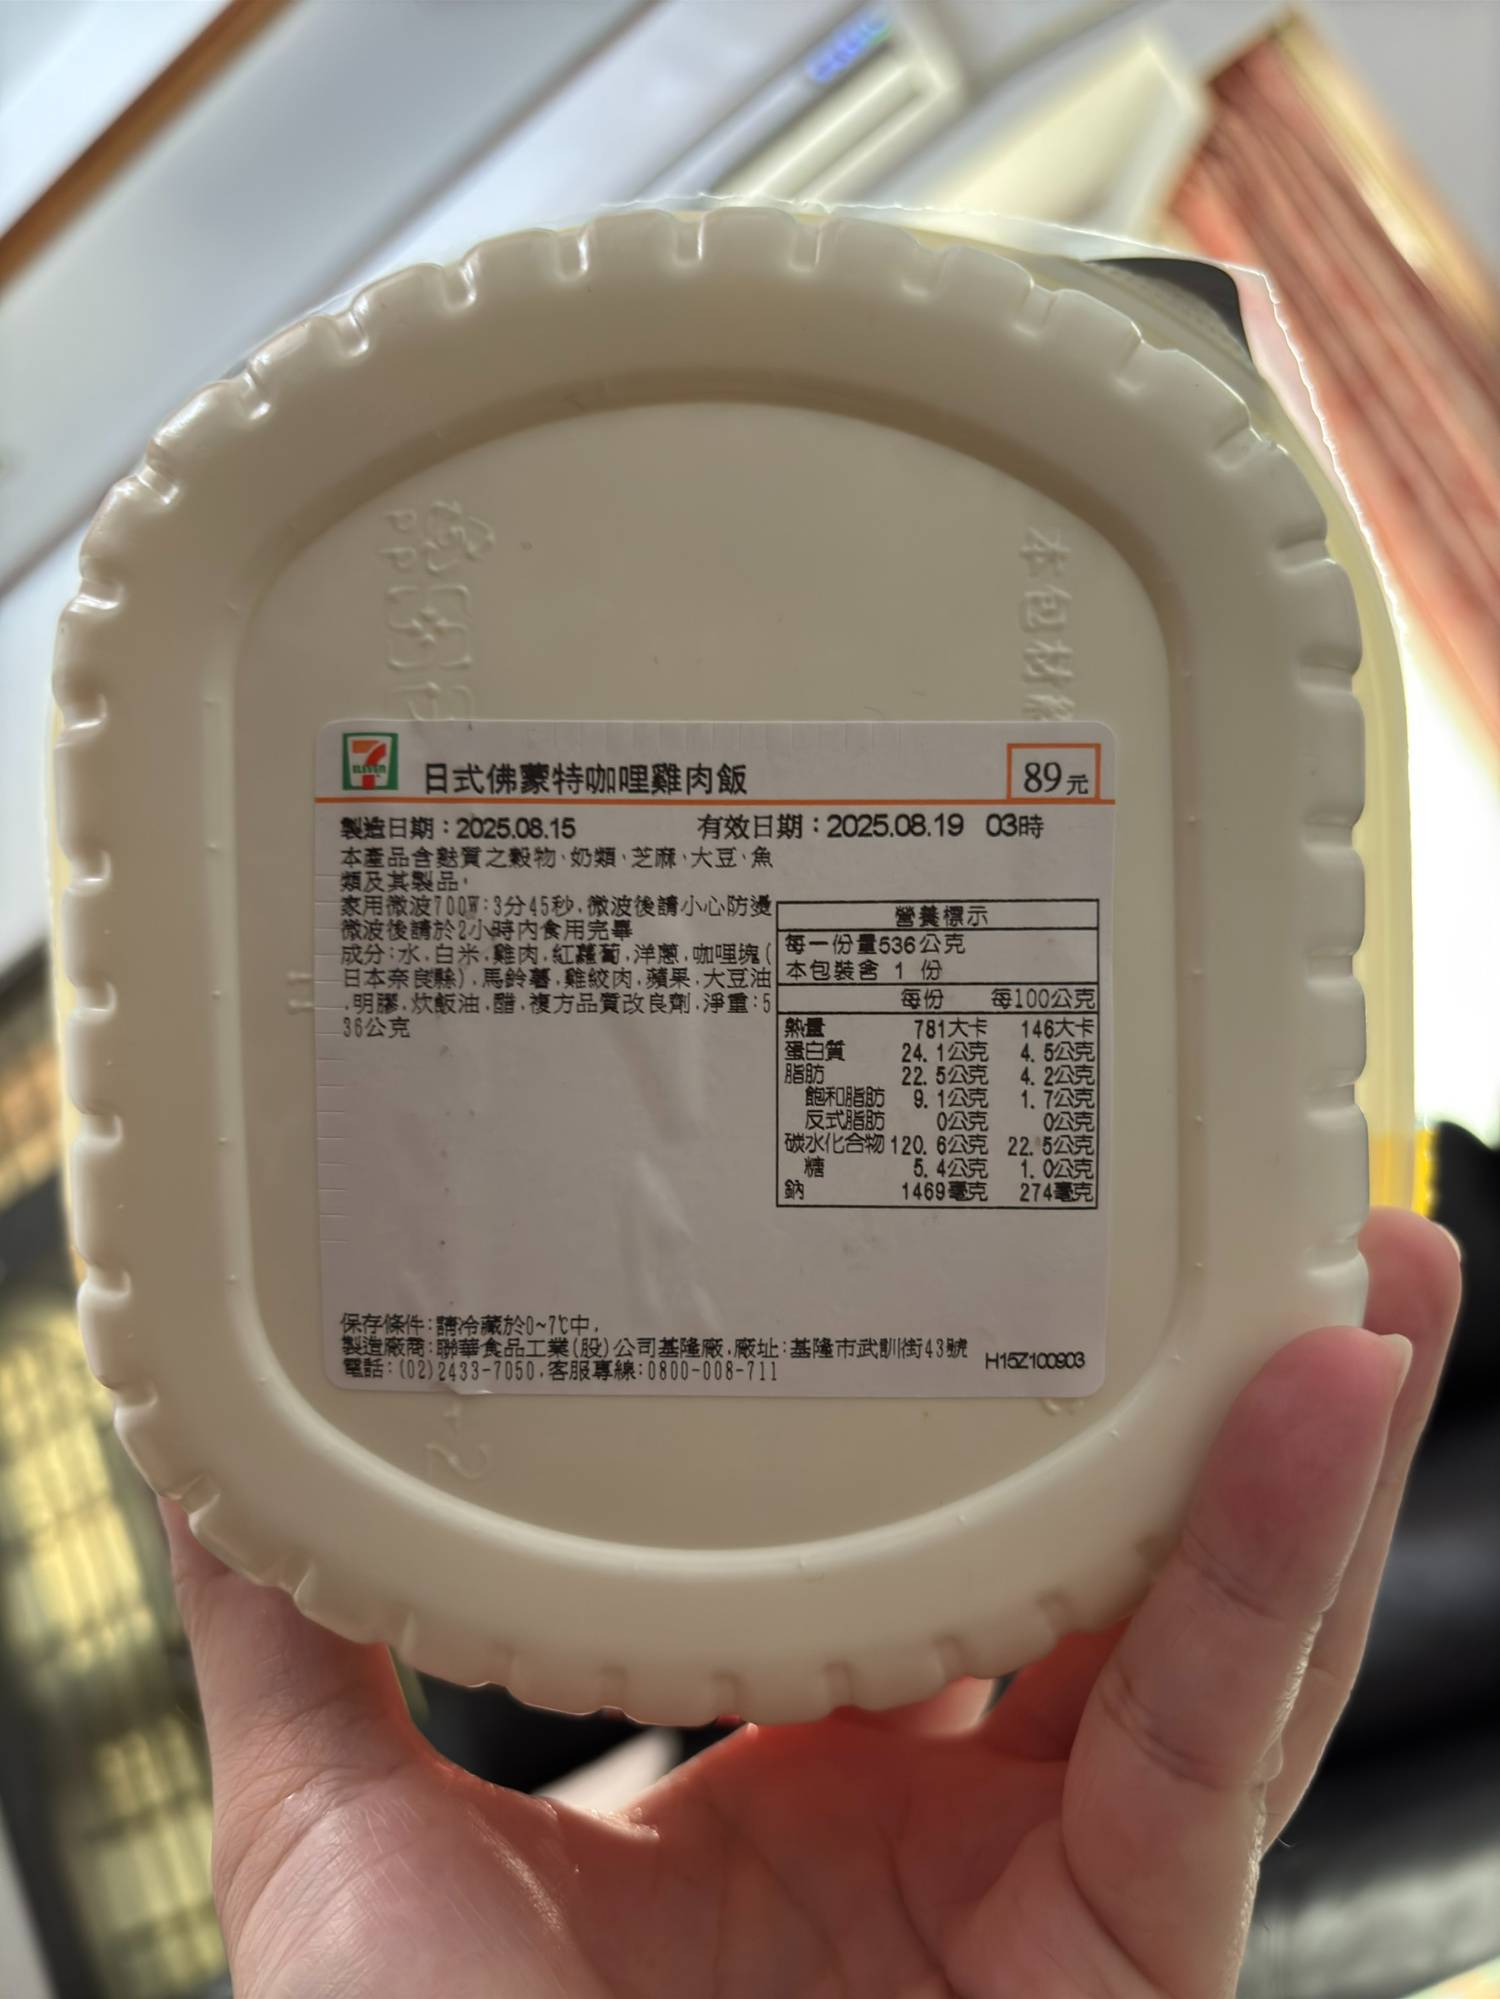 本包材
7 ELEVEN
日式佛蒙特咖哩雞肉飯 89元
製造日期：2025.08.15 有效日期：2025.08.19 03時
本產品含麩質之穀物、奶類、芝麻、大豆、魚
類及其製品。
家用微波700W:3分45秒,微波後請小心防燙
微波後請於2小時內食用完畢
成分:水,白米,雞肉,紅蘿蔔,洋蔥,咖哩塊(
日本奈良縣),馬鈴薯,雞絞肉,蘋果,大豆油
,明膠,炊飯油,醋,複方品質改良劑,淨重:5
36公克
營養標示
每一份量536公克
本包裝含 1 份
每份 每100公克
熱量 781大卡 146大卡
蛋白質 24.1公克 4.5公克
脂肪 22.5公克 4.2公克
飽和脂肪 9.1公克 1.7公克
反式脂肪 0公克 0公克
碳水化合物 120.6公克 22.5公克
糖 5.4公克 1.0公克
鈉 1469毫克 274毫克
保存條件:請冷藏於0~7℃中,
製造廠商:聯華食品工業(股)公司基隆廠,廠址:基隆市武訓街43號
電話:(02)2433-7050,客服專線:0800-008-711
H15Z100903